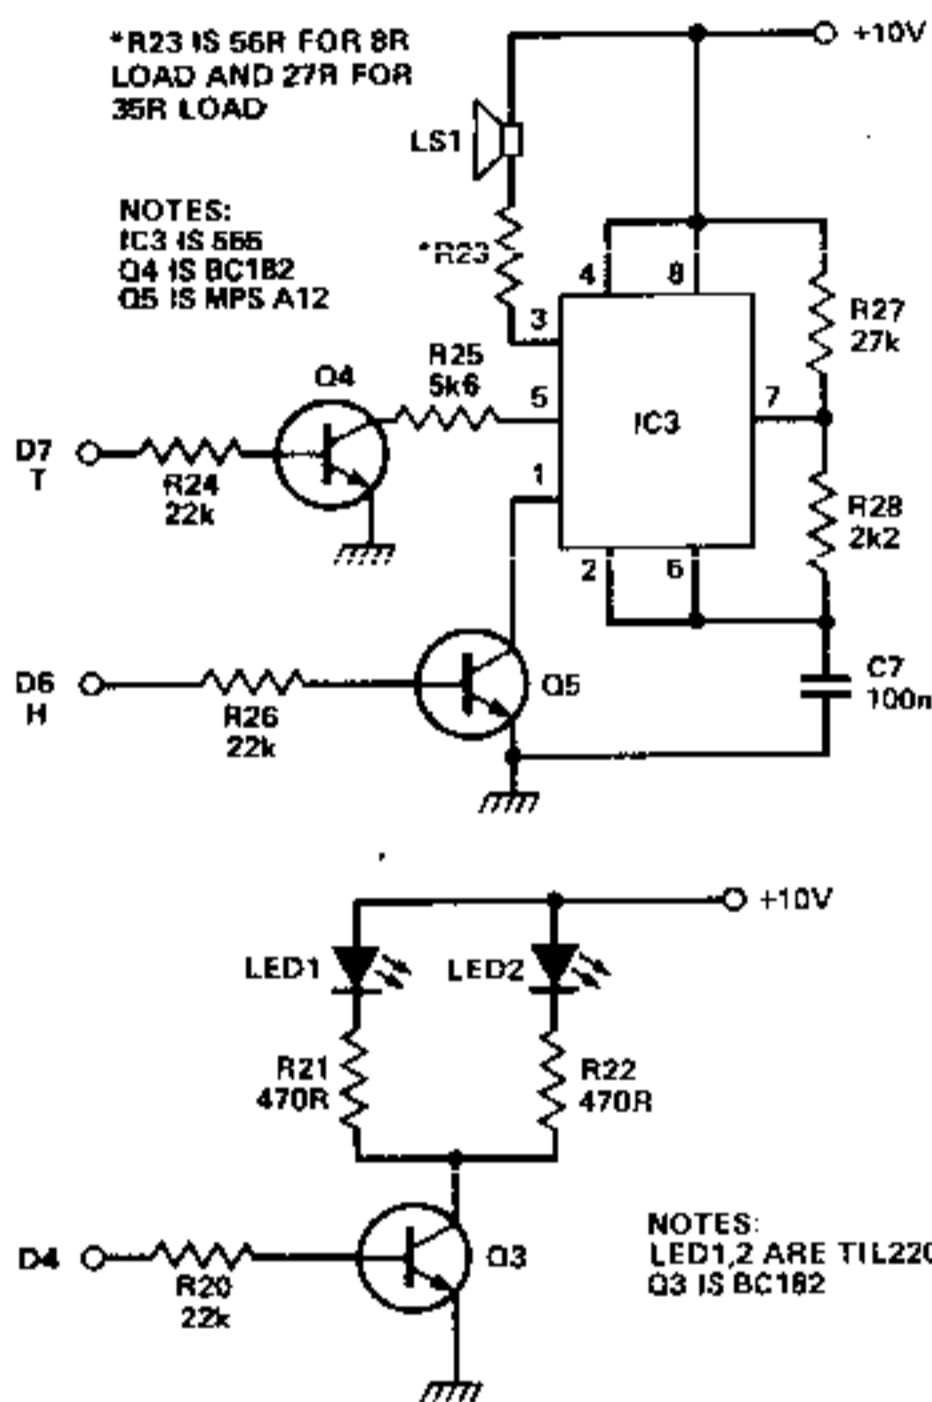 *R23 IS 56R FOR 8R
LOAD AND 27R FOR
35R LOAD
+10V
LS1
NOTES:
IC3 IS 555
Q4 IS BC182
Q5 IS MPS A12
*R23
4
8
3
R27
27k
R25
5k6
Q4
5
7
IC3
D7
T
R24
22k
1
R28
2k2
2
6
D6
H
R26
22k
Q5
C7
100n
+10V
LED1
LED2
R21
470R
R22
470R
D4
R20
22k
Q3
NOTES:
LED1,2 ARE TIL220
Q3 IS BC182